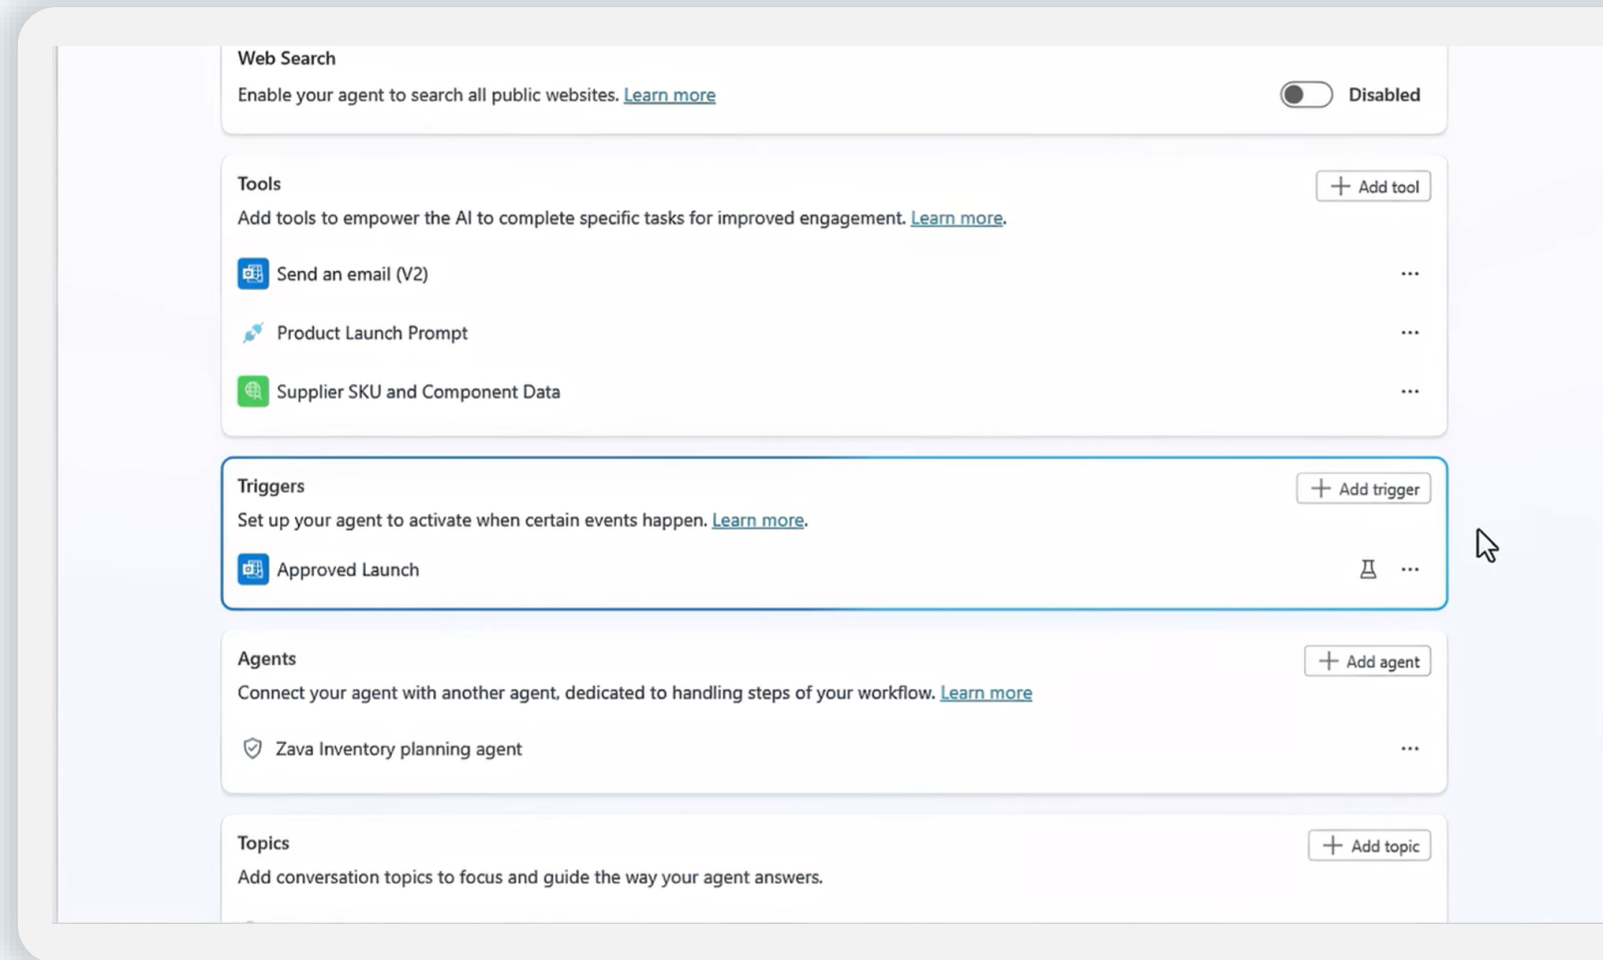 Web Search
Enable your agent to search all public websites. Learn more
Disabled
Tools
Add tool
Add tools to empower the AI to complete specific tasks for improved engagement. Learn more.
Send an email (V2)
Product Launch Prompt
Supplier SKU and Component Data
Triggers
Add trigger
Set up your agent to activate when certain events happen. Learn more.
Approved Launch
Agents
Add agent
Connect your agent with another agent, dedicated to handling steps of your workflow. Learn more
Zava Inventory planning agent
Topics
Add topic
Add conversation topics to focus and guide the way your agent answers.